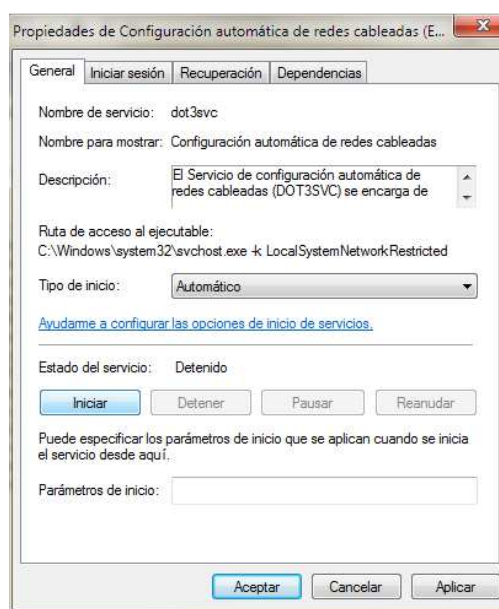 Propiedades de Configuración automática de redes cableadas (E...
General Iniciar sesión Recuperación Dependencias
Nombre de servicio: dot3svc
Nombre para mostrar: Configuración automática de redes cableadas
Descripción: El Servicio de configuración automática de
redes cableadas (DOT3SVC) se encarga de
Ruta de acceso al ejecutable:
C:\Windows\system32\svchost.exe -k LocalSystemNetworkRestricted
Tipo de inicio: Automático
Ayudarme a configurar las opciones de inicio de servicios.
Estado del servicio: Detenido
Iniciar Detener Pausar Reanudar
Puede especificar los parámetros de inicio que se aplican cuando se inicia
el servicio desde aquí.
Parámetros de inicio:
Aceptar Cancelar Aplicar